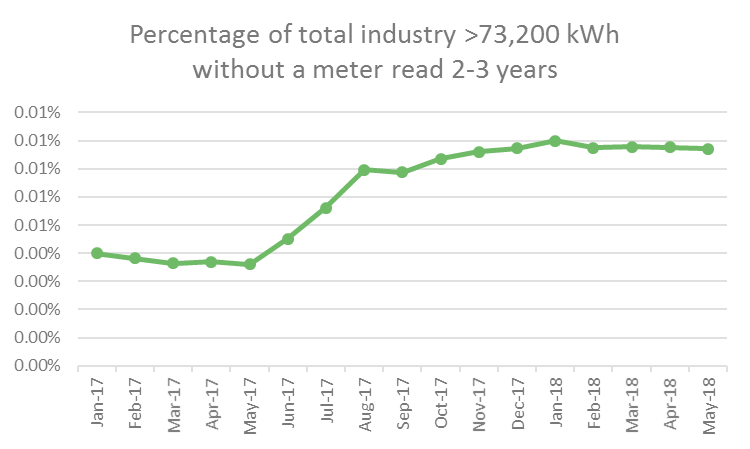 Percentage of total industry >73,200 kWh
without a meter read 2-3 years
0.01%
0.01%
0.01%
0.01%
0.01%
0.00%
0.00%
0.00%
0.00%
0.00%
Jan-17
Feb-17
Mar-17
Apr-17
May-17
Jun-17
Jul-17
Aug-17
Sep-17
Oct-17
Nov-17
Dec-17
Jan-18
Feb-18
Mar-18
Apr-18
May-18